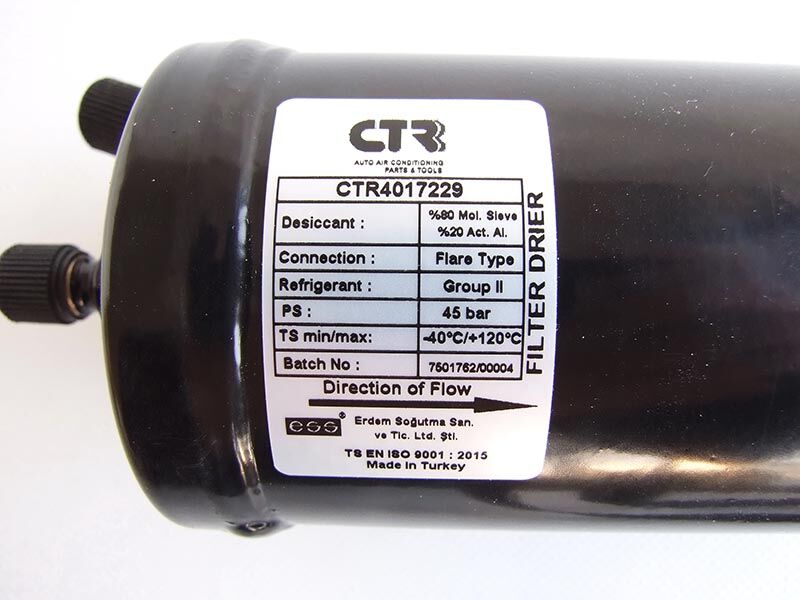 CTR
AUTO AIR CONDITIONING
PARTS & TOOLS
CTR4017229
Desiccant : %80 Mol. Sieve
%20 Act. Al.
Connection : Flare Type
Refrigerant : Group II
PS : 45 bar
TS min/max: -40°C/+120°C
Batch No : 7501762/00004
FILTER DRIER
Direction of Flow
ess® Erdem Soğutma San.
ve Tic. Ltd. Şti.
TS EN ISO 9001 : 2015
Made in Turkey